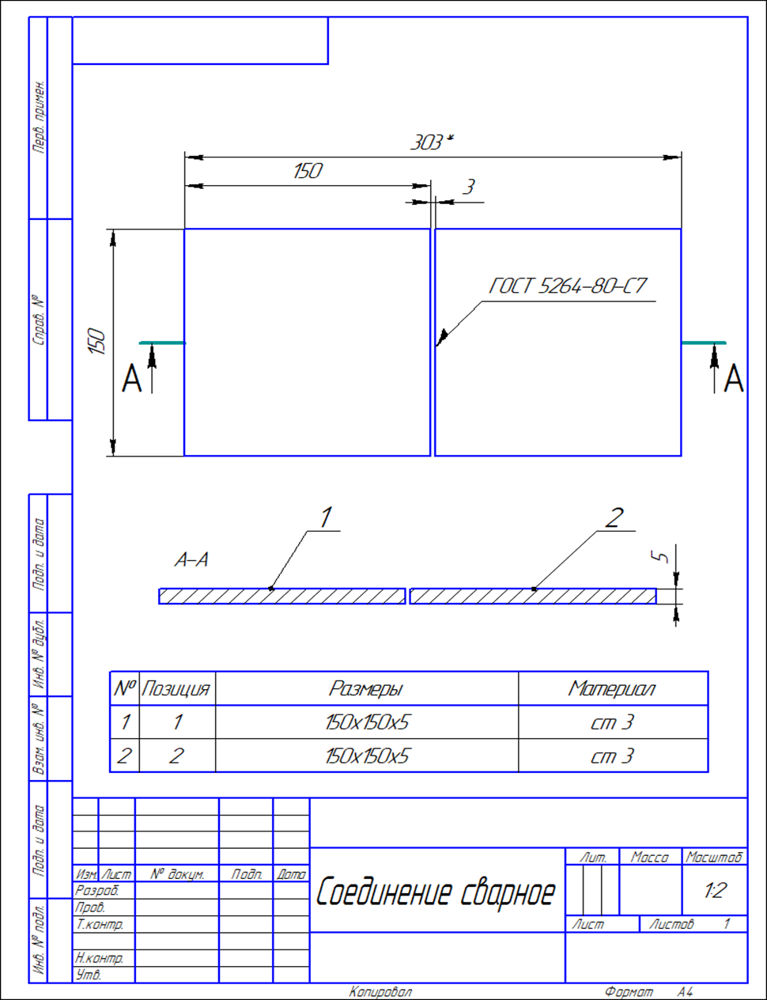 Перв. примен.
Справ. №
Подп. и дата
Инв. № дубл.
Взам. инв. №
Подп. и дата
Инв. № подл.
303*
150
3
150
ГОСТ 5264-80-С7
А
А
1
2
А-А
5
№ Позиция Размеры Материал
1 1 150х150х5 ст 3
2 2 150х150х5 ст 3
Изм. Лист № докум. Подп. Дата
Разраб.
Пров.
Т.контр.
Н.контр.
Утв.
Соединение сварное
Лит. Масса Масштаб
1:2
Лист Листов 1
Копировал Формат А4